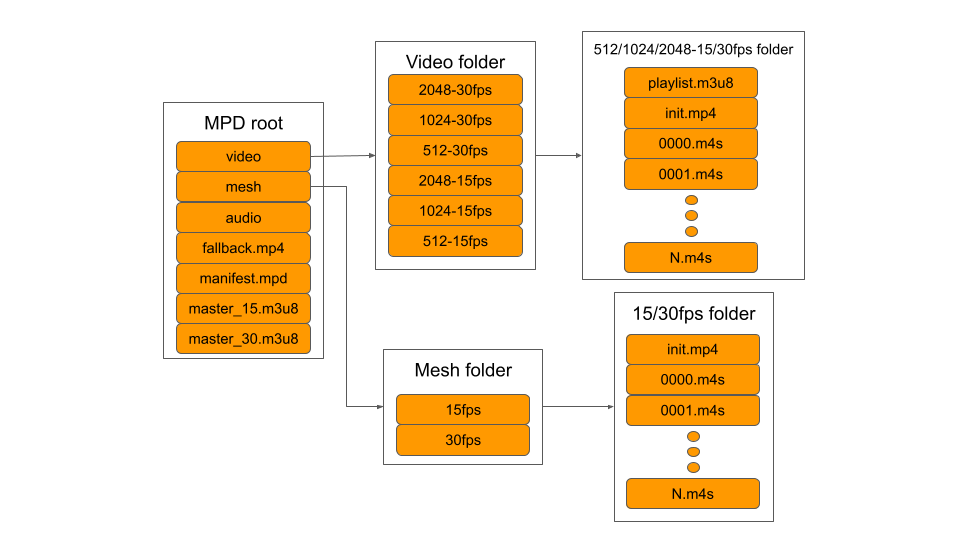 MPD root
video
mesh
audio
fallback.mp4
manifest.mpd
master_15.m3u8
master_30.m3u8
Video folder
2048-30fps
1024-30fps
512-30fps
2048-15fps
1024-15fps
512-15fps
512/1024/2048-15/30fps folder
playlist.m3u8
init.mp4
0000.m4s
0001.m4s
N.m4s
Mesh folder
15fps
30fps
15/30fps folder
init.mp4
0000.m4s
0001.m4s
N.m4s